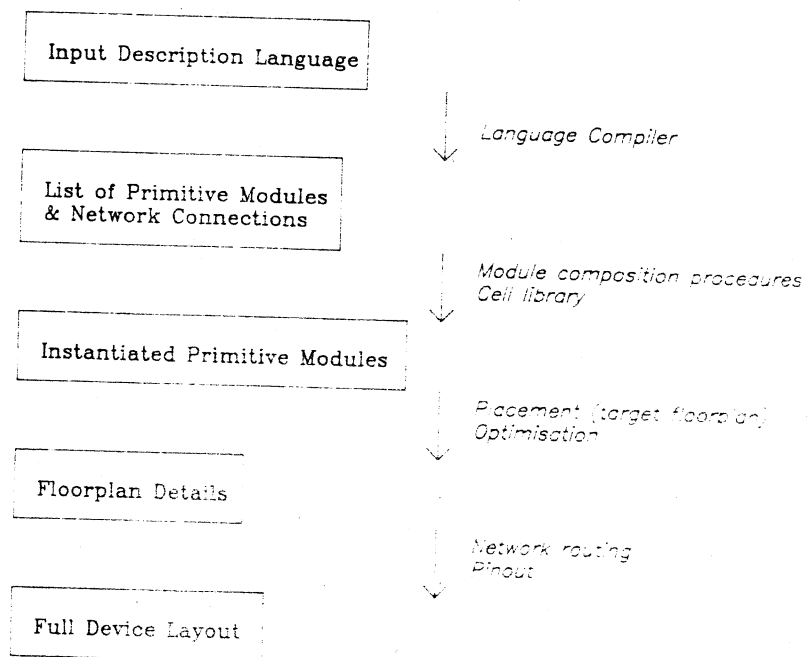 Input Description Language
Language Compiler
List of Primitive Modules
& Network Connections
Module composition procedures
Cell library
Instantiated Primitive Modules
Placement (target floorplan)
Optimisation
Floorplan Details
Network routing
Pinout
Full Device Layout